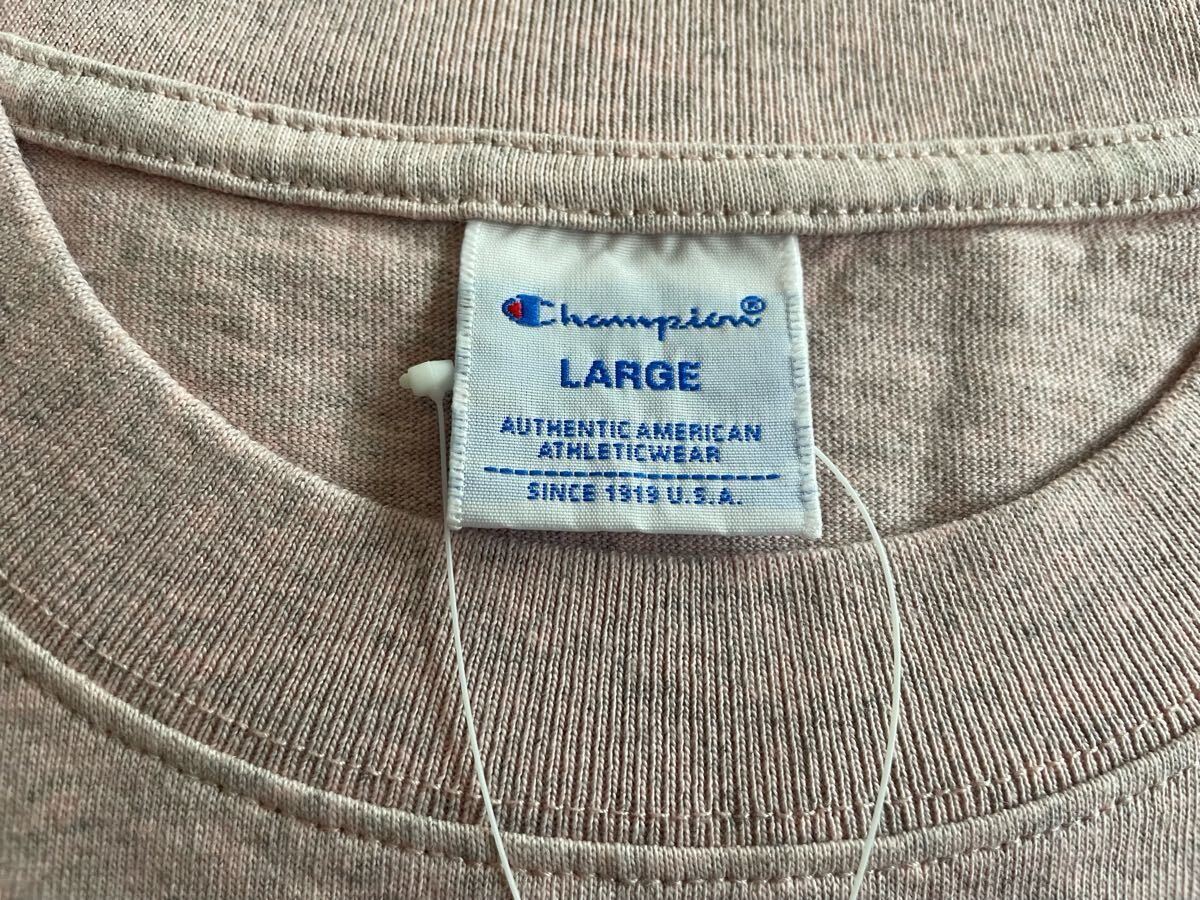 Champion®
LARGE
AUTHENTIC AMERICAN
ATHLETICWEAR
SINCE 1919 U.S.A.